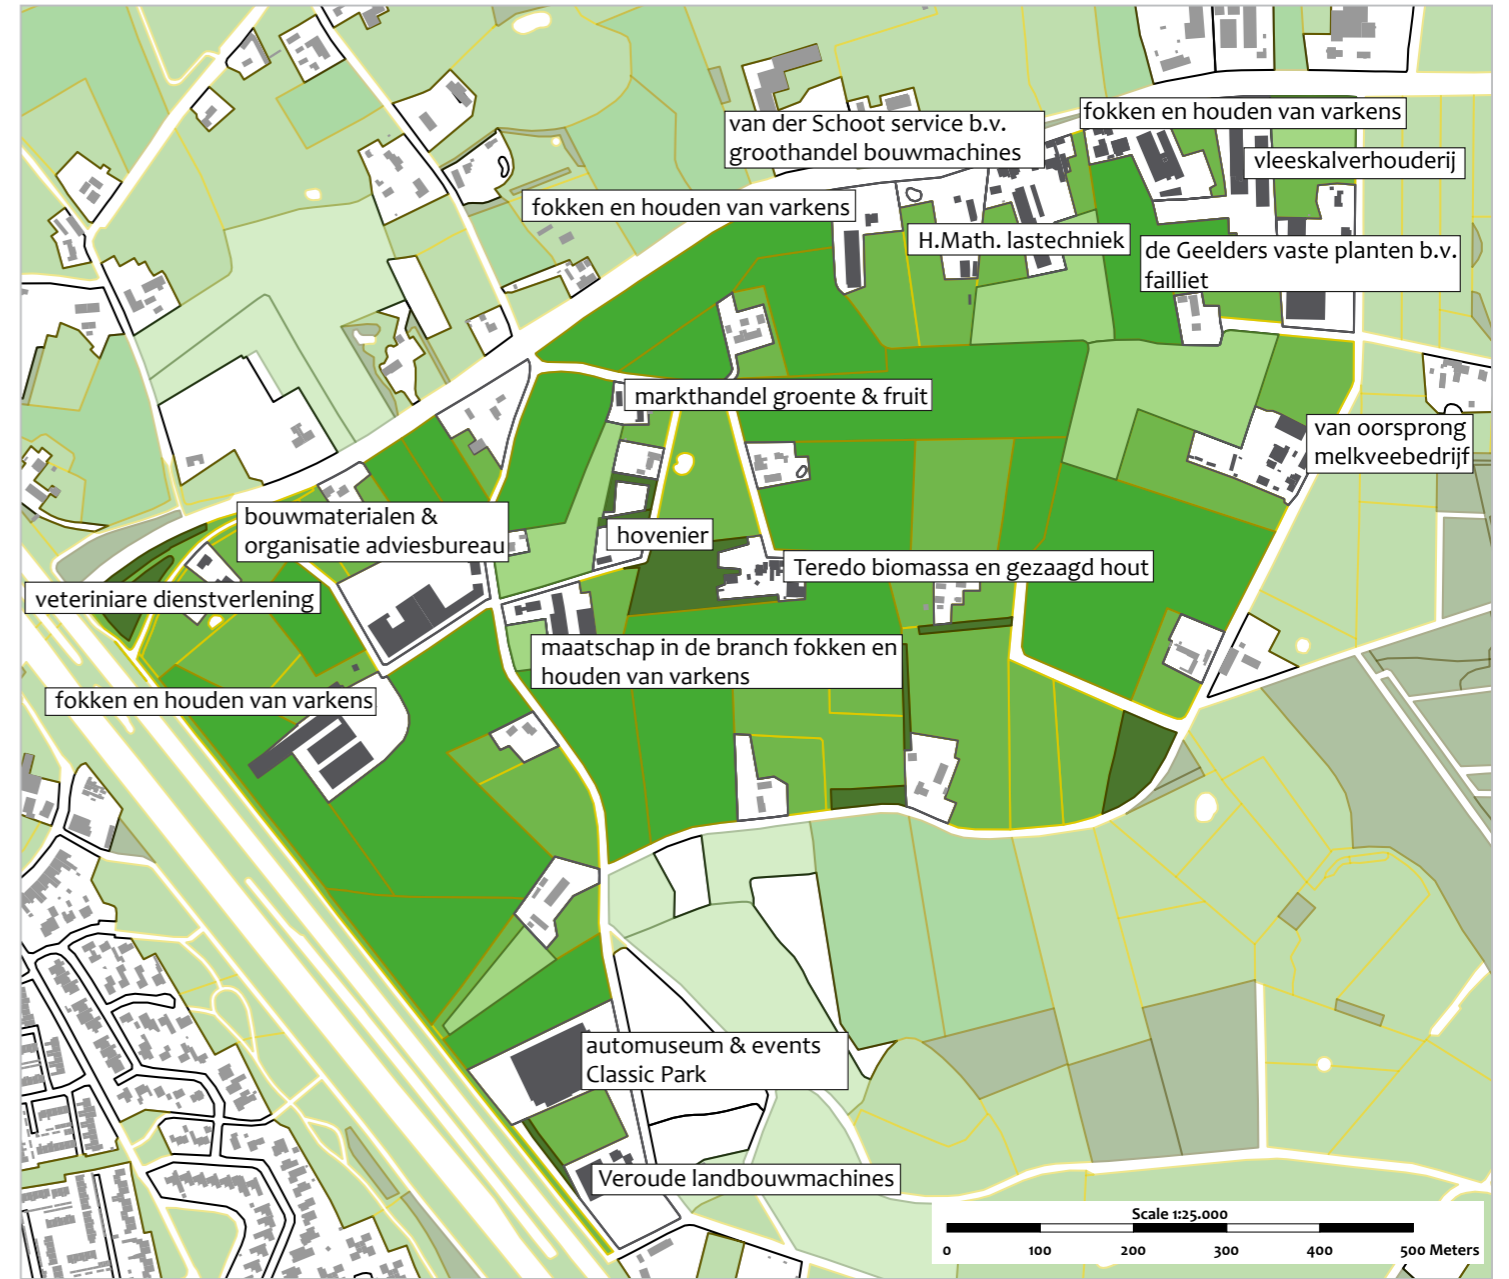 fokken en houden van varkens
van der Schoot service b.v.
groothandel bouwmachines
vleeskalverhouderij
fokken en houden van varkens
H.Math. lastechniek
de Geelders vaste planten b.v.
failliet
markthandel groente & fruit
van oorsprong
melkveebedrijf
bouwmaterialen &
organisatie adviesbureau
hovenier
Teredo biomassa en gezaagd hout
veteriniare dienstverlening
maatschap in de branch fokken en
houden van varkens
fokken en houden van varkens
automuseum & events
Classic Park
Veroude landbouwmachines
Scale 1:25.000
0 100 200 300 400 500 Meters